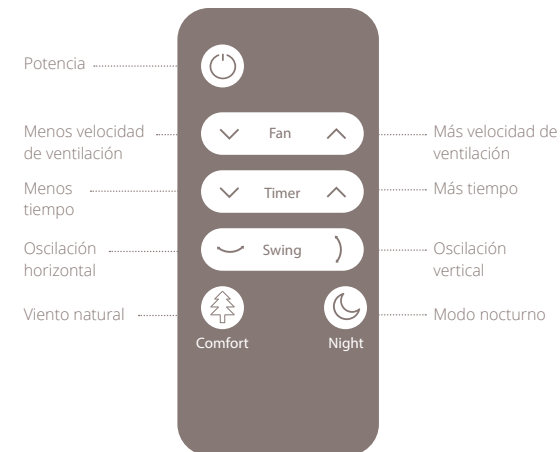 Potencia
Menos velocidad
de ventilación
Fan
Más velocidad de
ventilación
Menos
tiempo
Timer
Más tiempo
Oscilación
horizontal
Swing
Oscilación
vertical
Viento natural
Modo nocturno
Comfort
Night